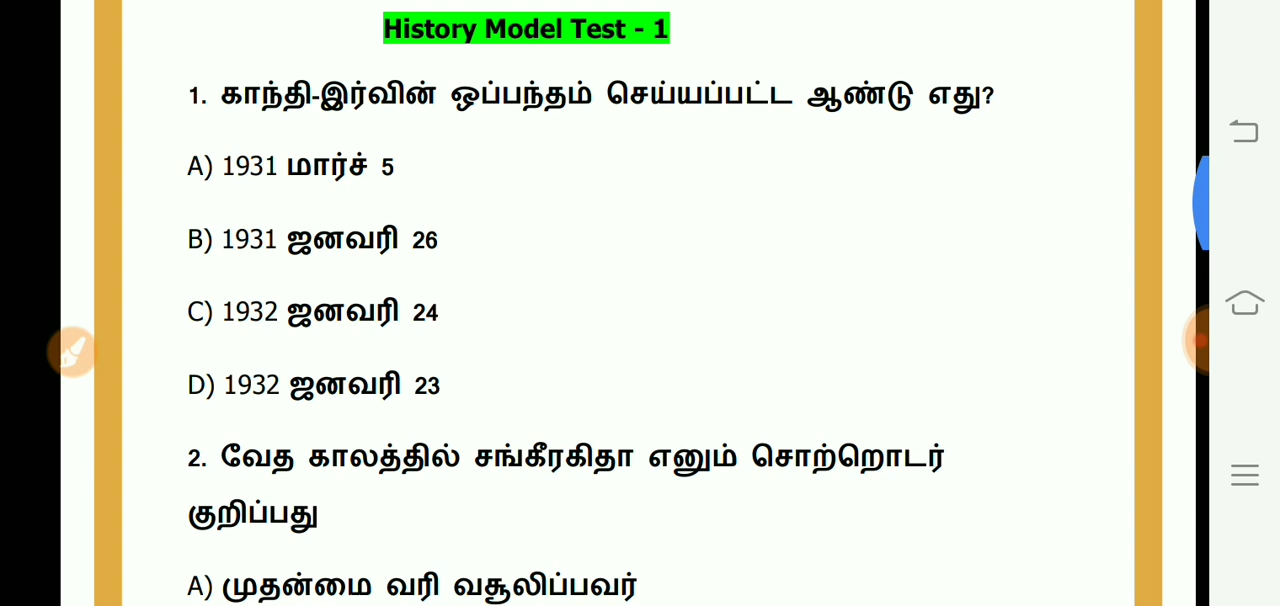 History Model Test - 1
1. காந்தி-இர்வின் ஒப்பந்தம் செய்யப்பட்ட ஆண்டு எது?
A) 1931 மார்ச் 5
B) 1931 ஜனவரி 26
C) 1932 ஜனவரி 24
D) 1932 ஜனவரி 23
2. வேத காலத்தில் சங்கீரகிதா எனும் சொற்றொடர்
குறிப்பது
A) முதன்மை வரி வசூலிப்பவர்